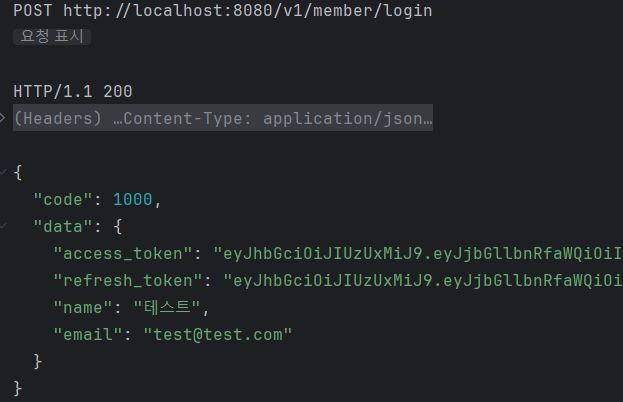 POST http://localhost:8080/v1/member/login
요청 표시
HTTP/1.1 200
(Headers) …Content-Type: application/json…
{
"code": 1000,
"data": {
"access_token": "eyJhbGciOiJIUzUxMiJ9.eyJjbGllbnRfaWQiOiI
"refresh_token": "eyJhbGciOiJIUzUxMiJ9.eyJjbGllbnRfaWQiOi
"name": "테스트",
"email": "test@test.com"
}
}